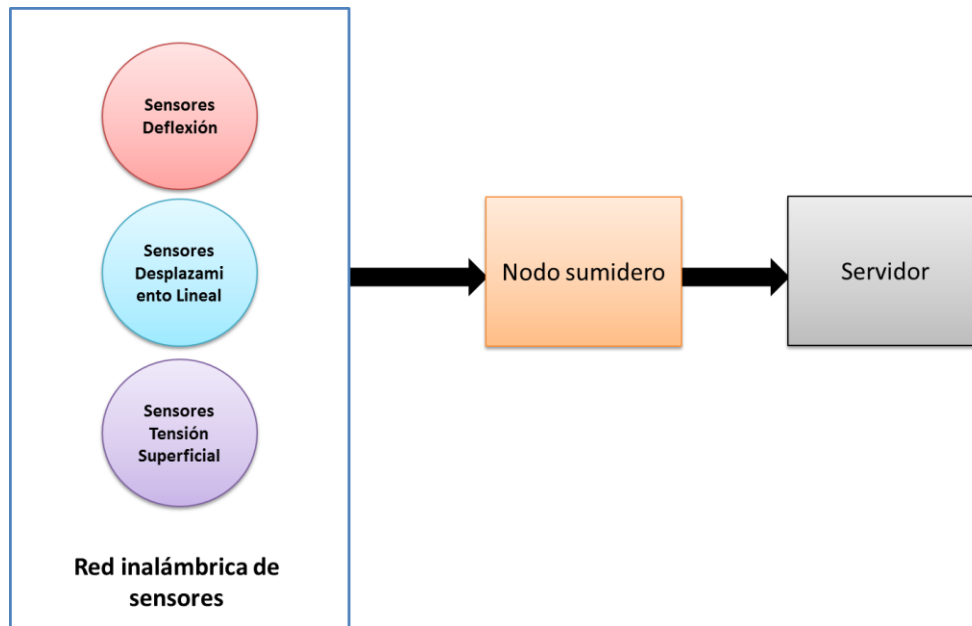 Sensores
Deflexión
Sensores
Desplazami
ento Lineal
Sensores
Tensión
Superficial
Red inalámbrica de
sensores
Nodo sumidero
Servidor